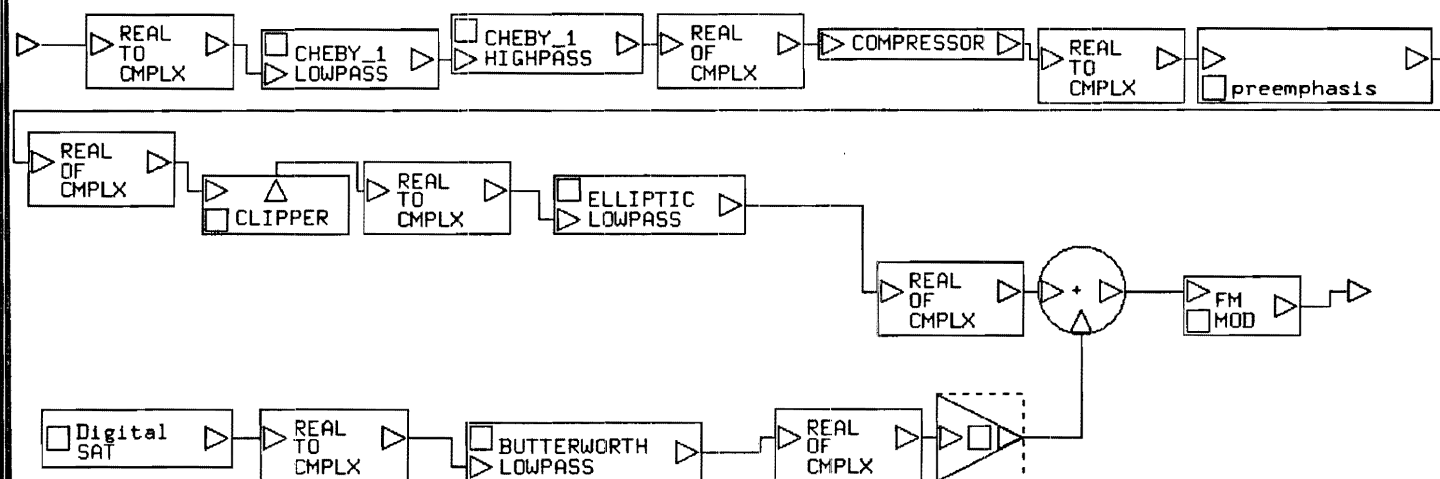 REAL
TO
CMPLX
CHEBY_1
LOWPASS
CHEBY_1
HIGHPASS
REAL
OF
CMPLX
COMPRESSOR
REAL
TO
CMPLX
preemphasis
REAL
OF
CMPLX
CLIPPER
REAL
TO
CMPLX
ELLIPTIC
LOWPASS
REAL
OF
CMPLX
+
FM
MOD
Digital
SAT
REAL
TO
CMPLX
BUTTERWORTH
LOWPASS
REAL
OF
CMPLX